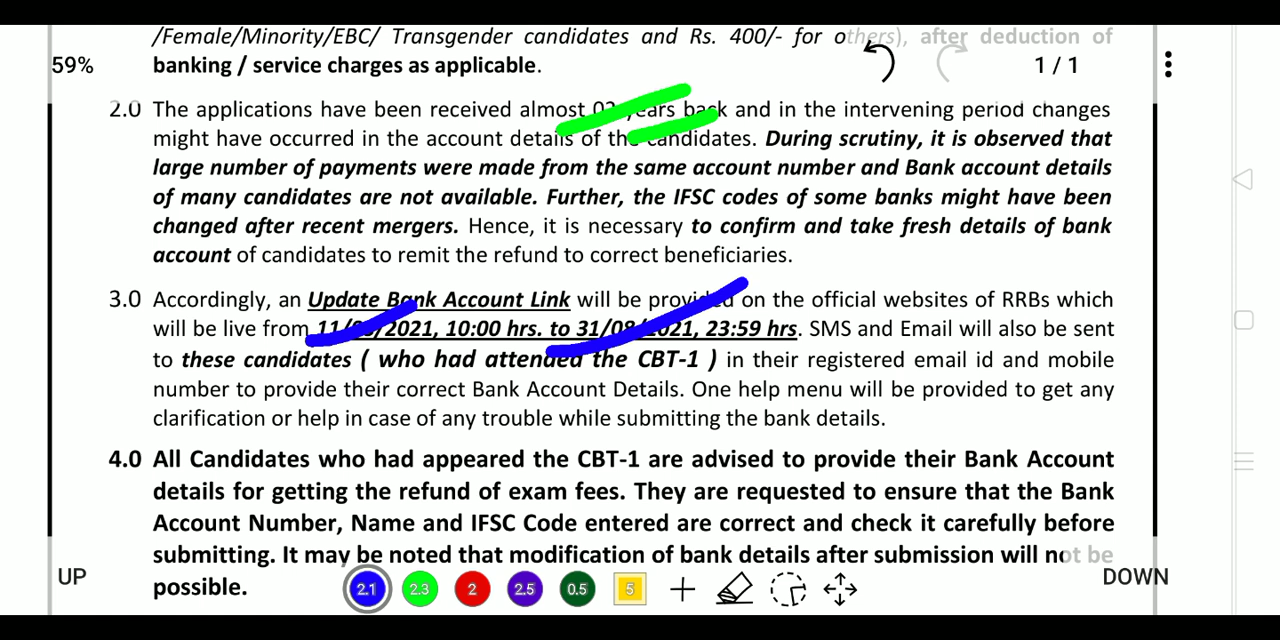 /Female/Minority/EBC/ Transgender candidates and Rs. 400/- for others), after deduction of
59%
banking / service charges as applicable.
1 / 1
2.0 The applications have been received almost years back and in the intervening period changes
might have occurred in the account details of the candidates. During scrutiny, it is observed that
large number of payments were made from the same account number and Bank account details
of many candidates are not available. Further, the IFSC codes of some banks might have been
changed after recent mergers. Hence, it is necessary to confirm and take fresh details of bank
account of candidates to remit the refund to correct beneficiaries.
3.0 Accordingly, an Update Bank Account Link will be provided on the official websites of RRBs which
will be live from 10:00 hrs. to 31/08/2021, 23:59 hrs. SMS and Email will also be sent
to these candidates ( who had attended the CBT-1 ) in their registered email id and mobile
number to provide their correct Bank Account Details. One help menu will be provided to get any
clarification or help in case of any trouble while submitting the bank details.
4.0 All Candidates who had appeared the CBT-1 are advised to provide their Bank Account
details for getting the refund of exam fees. They are requested to ensure that the Bank
Account Number, Name and IFSC Code entered are correct and check it carefully before
submitting. It may be noted that modification of bank details after submission will not be
possible.
UP
DOWN
2.1 2.3 2 2.5 0.5 5